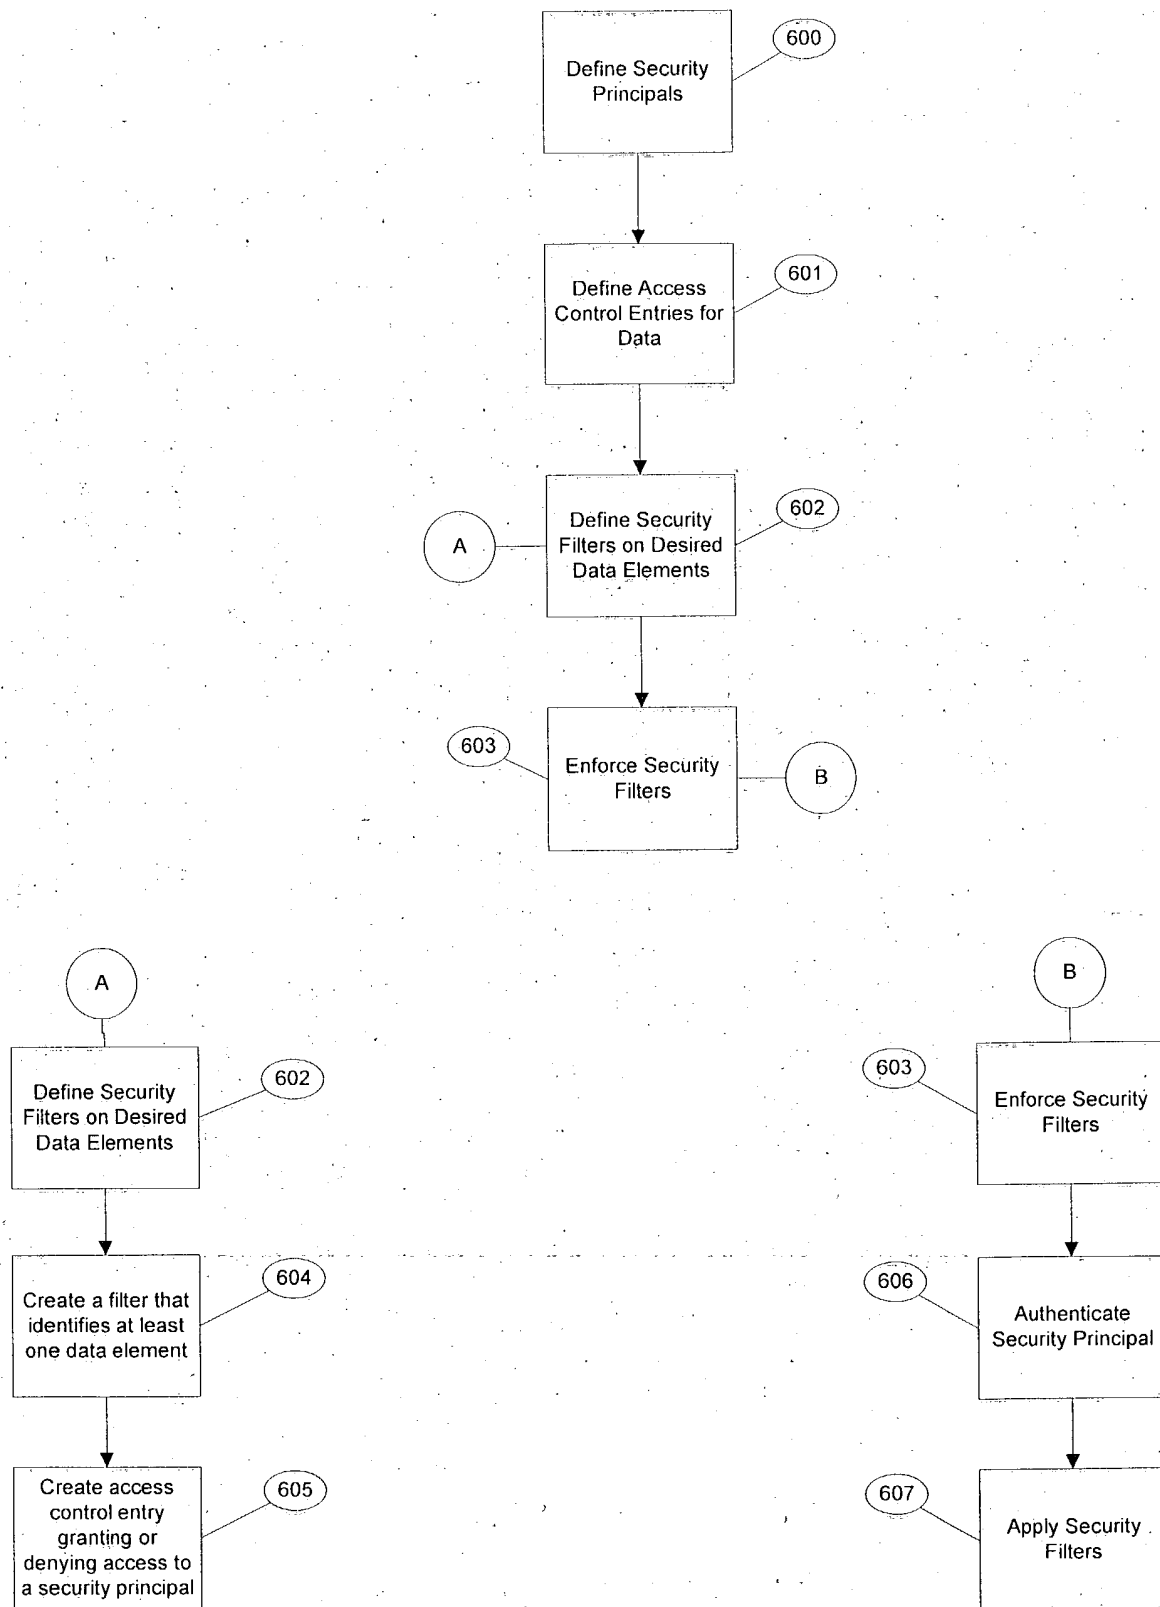 600
Define Security
Principals
601
Define Access
Control Entries for
Data
602
A
Define Security
Filters on Desired
Data Elements
603
Enforce Security
Filters
B
A
Define Security
Filters on Desired
Data Elements
602
604
Create a filter that
identifies at least
one data element
605
Create access
control entry
granting or
denying access to
a security principal
B
603
Enforce Security
Filters
606
Authenticate
Security Principal
607
Apply Security
Filters